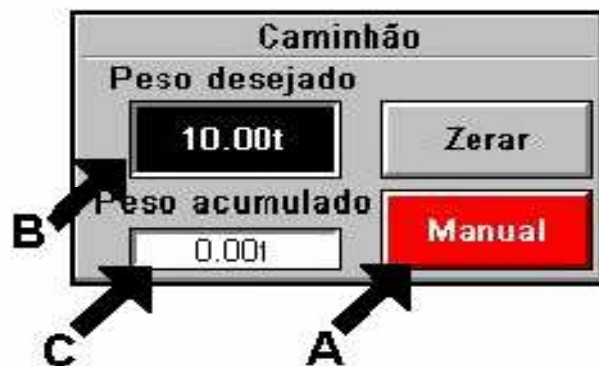 Caminhão
Peso desejado
10.00t
Zerar
B
Peso acumulado
Manual
0.00t
C
A